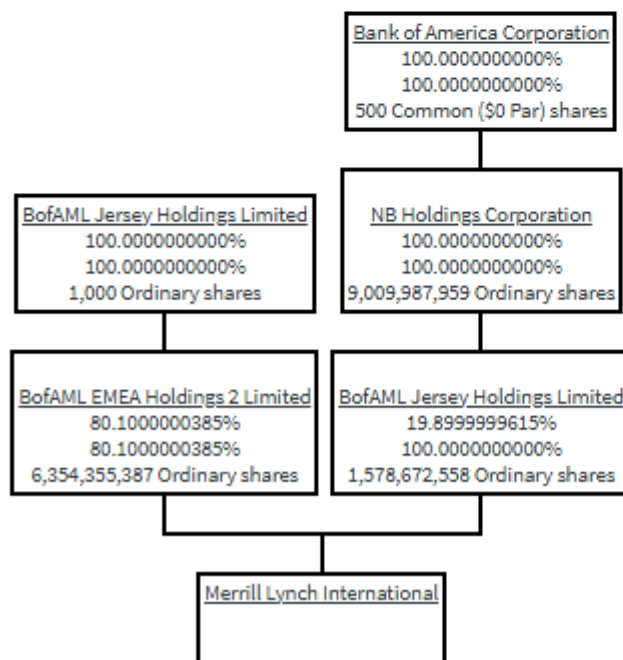 Bank of America Corporation
100.0000000000%
100.0000000000%
500 Common ($0 Par) shares
BofAML Jersey Holdings Limited
100.0000000000%
100.0000000000%
1,000 Ordinary shares
NB Holdings Corporation
100.0000000000%
100.0000000000%
9,009,987,959 Ordinary shares
BofAML EMEA Holdings 2 Limited
80.1000000385%
80.1000000385%
6,354,355,387 Ordinary shares
BofAML Jersey Holdings Limited
19.8999999615%
100.0000000000%
1,578,672,558 Ordinary shares
Merrill Lynch International